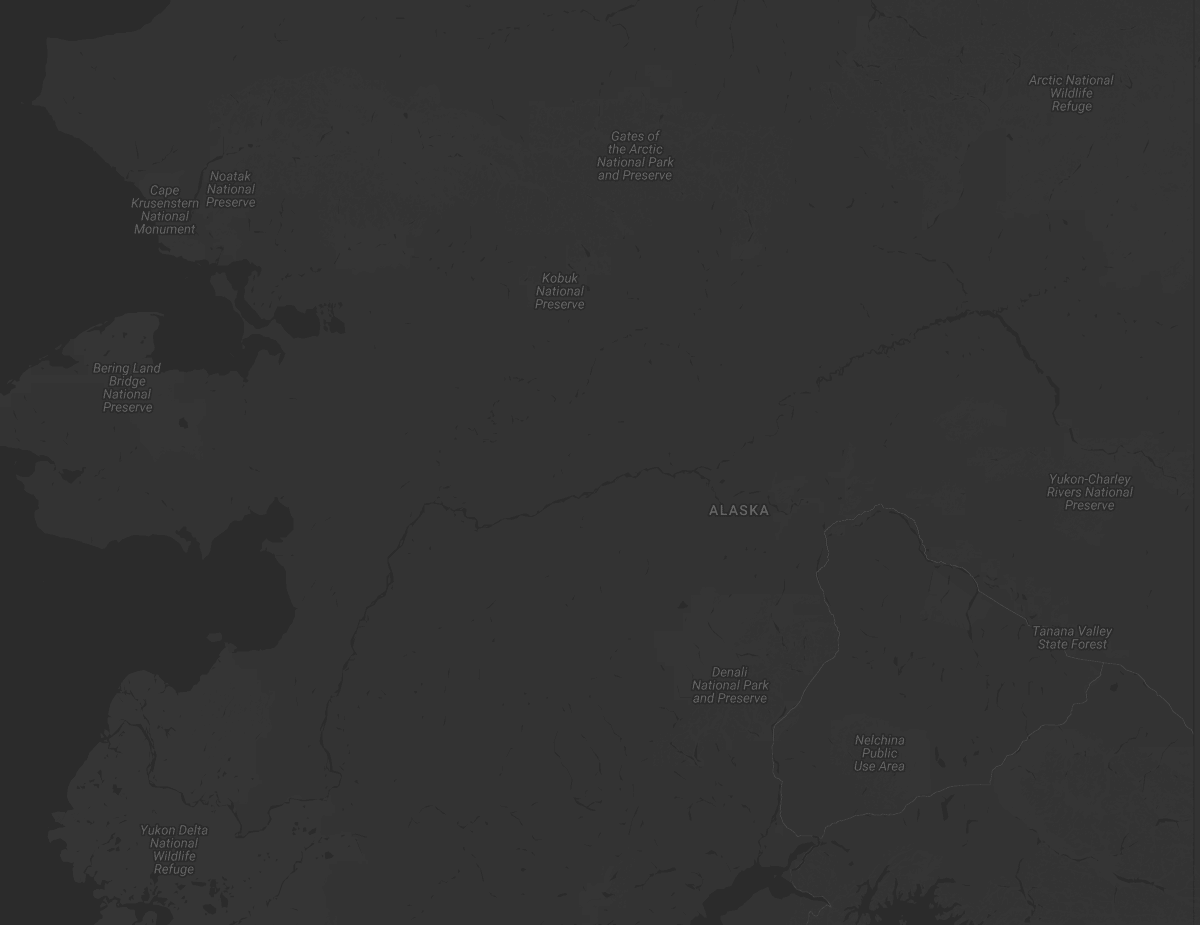 Arctic National
Wildlife
Refuge
Gates of
the Arctic
National Park
and Preserve
Noatak
National
Preserve
Cape
Krusenstern
National
Monument
Kobuk
National
Preserve
Bering Land
Bridge
National
Preserve
Yukon-Charley
Rivers National
Preserve
ALASKA
Tanana Valley
State Forest
Denali
National Park
and Preserve
Nelchina
Public
Use Area
Yukon Delta
National
Wildlife
Refuge